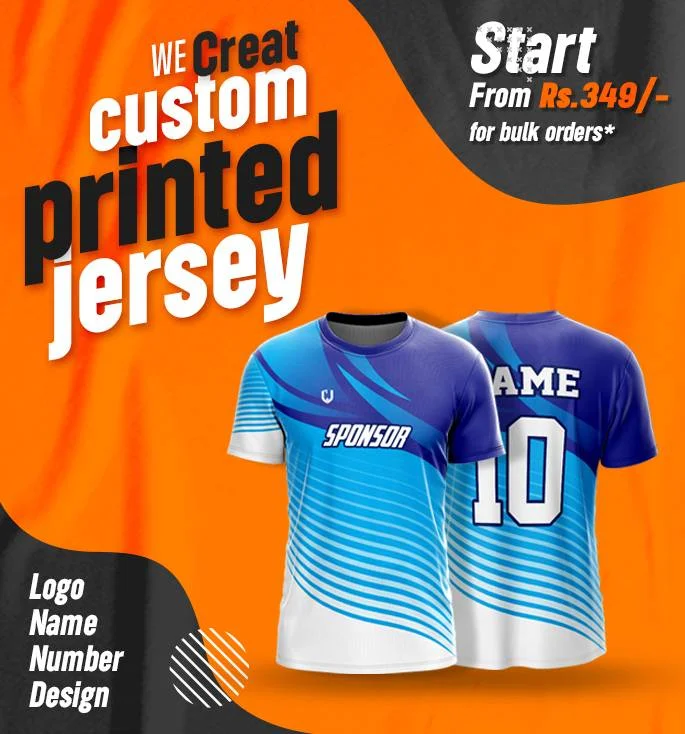 WE Creat
custom
printed
jersey
Start
From Rs.349/-
for bulk orders*
SPONSOR
AME
10
Logo
Name
Number
Design